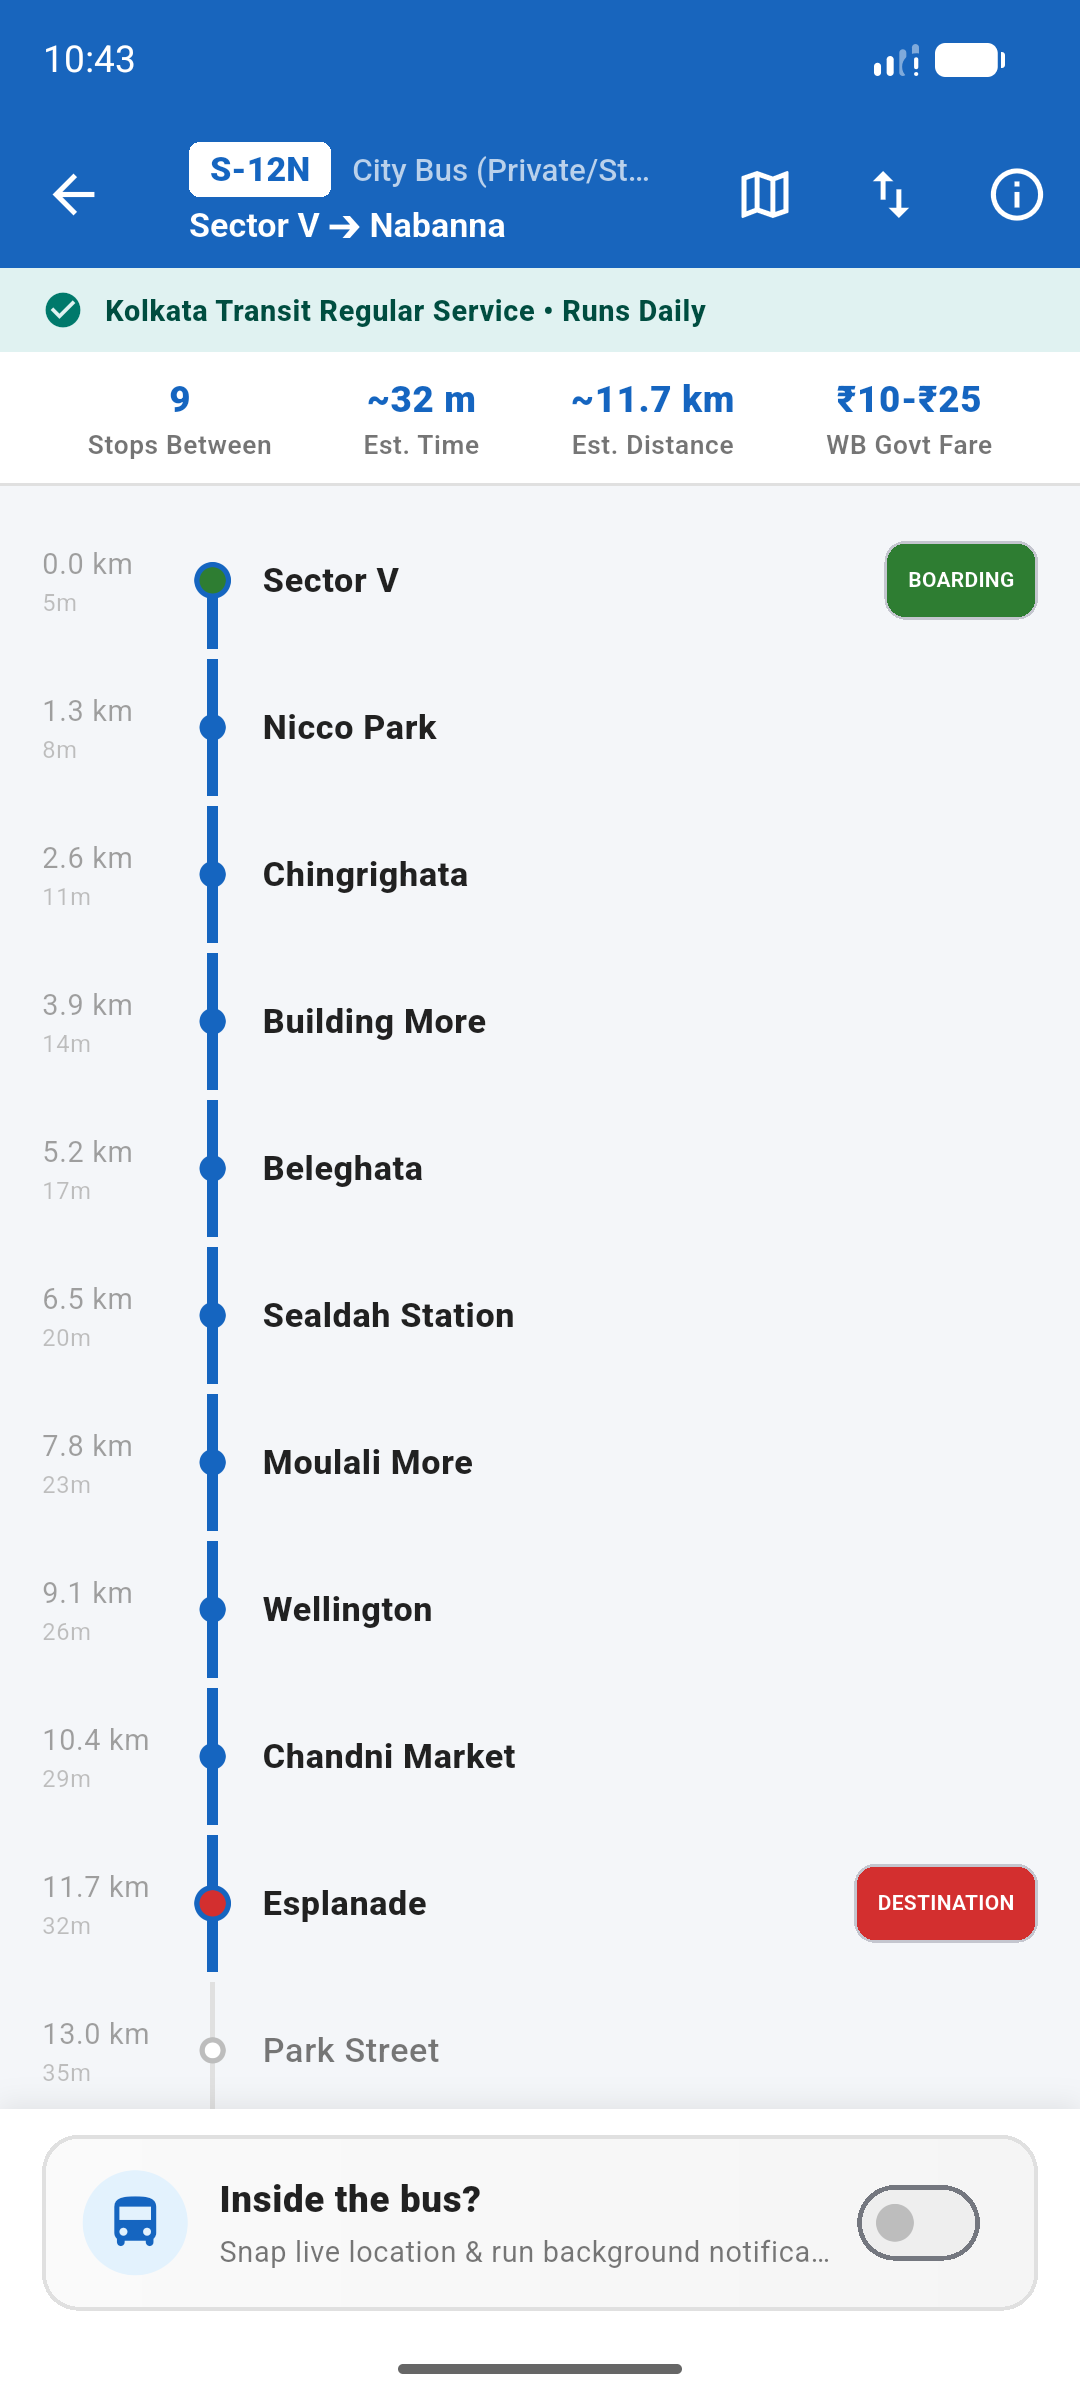 10:43
S-12N City Bus (Private/St...
Sector V → Nabanna
Kolkata Transit Regular Service • Runs Daily
9 ~32 m ~11.7 km ₹10-₹25
Stops Between Est. Time Est. Distance WB Govt Fare
0.0 km
5m
Sector V
BOARDING
1.3 km
8m
Nicco Park
2.6 km
11m
Chingrighata
3.9 km
14m
Building More
5.2 km
17m
Beleghata
6.5 km
20m
Sealdah Station
7.8 km
23m
Moulali More
9.1 km
26m
Wellington
10.4 km
29m
Chandni Market
11.7 km
32m
Esplanade
DESTINATION
13.0 km
35m
Park Street
Inside the bus?
Snap live location & run background notifica...